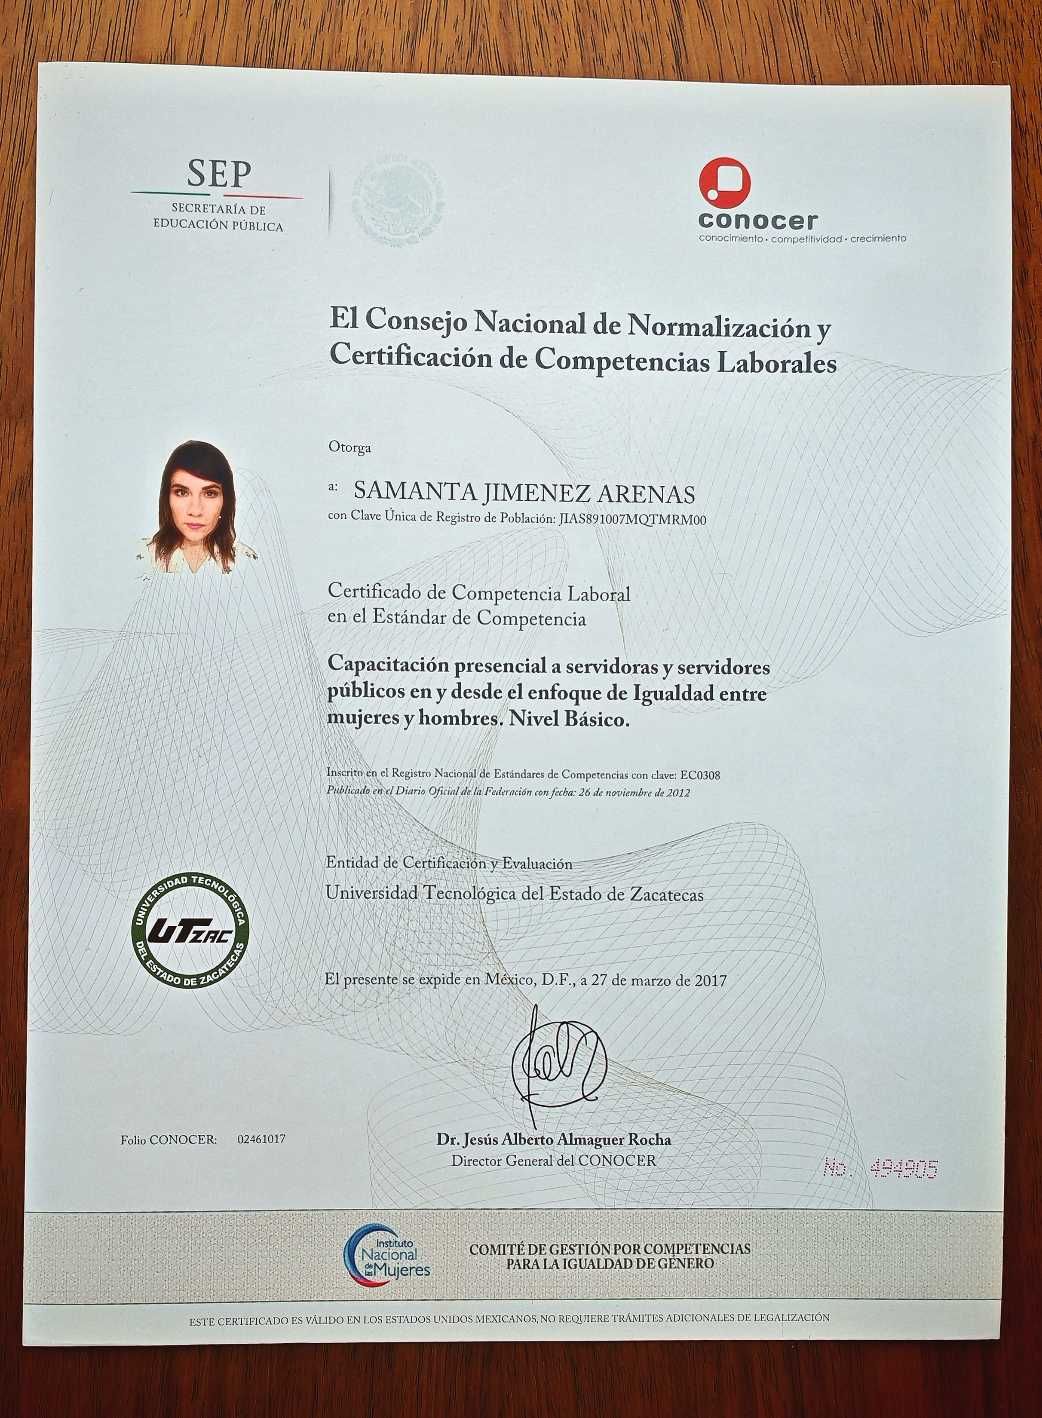 SEP
SECRETARÍA DE
EDUCACIÓN PÚBLICA
conocer
conocimiento • competitividad • crecimiento
El Consejo Nacional de Normalización y
Certificación de Competencias Laborales
Otorga
a: SAMANTA JIMENEZ ARENAS
con Clave Única de Registro de Población: JIAS891007MQTMRM00
Certificado de Competencia Laboral
en el Estándar de Competencia
Capacitación presencial a servidoras y servidores
públicos en y desde el enfoque de Igualdad entre
mujeres y hombres. Nivel Básico.
Inscrito en el Registro Nacional de Estándares de Competencias con clave: EC0308
Publicado en el Diario Oficial de la Federación con fecha: 26 de noviembre de 2012
Entidad de Certificación y Evaluación
Universidad Tecnológica del Estado de Zacatecas
UNIVERSIDAD TECNOLÓGICA
UTZAC
DEL ESTADO DE ZACATECAS
El presente se expide en México, D.F., a 27 de marzo de 2017
Folio CONOCER: 02461017
Dr. Jesús Alberto Almaguer Rocha
Director General del CONOCER
No. 494905
Instituto
Nacional
de las Mujeres
COMITÉ DE GESTIÓN POR COMPETENCIAS
PARA LA IGUALDAD DE GÉNERO
ESTE CERTIFICADO ES VÁLIDO EN LOS ESTADOS UNIDOS MEXICANOS, NO REQUIERE TRÁMITES ADICIONALES DE LEGALIZACIÓN